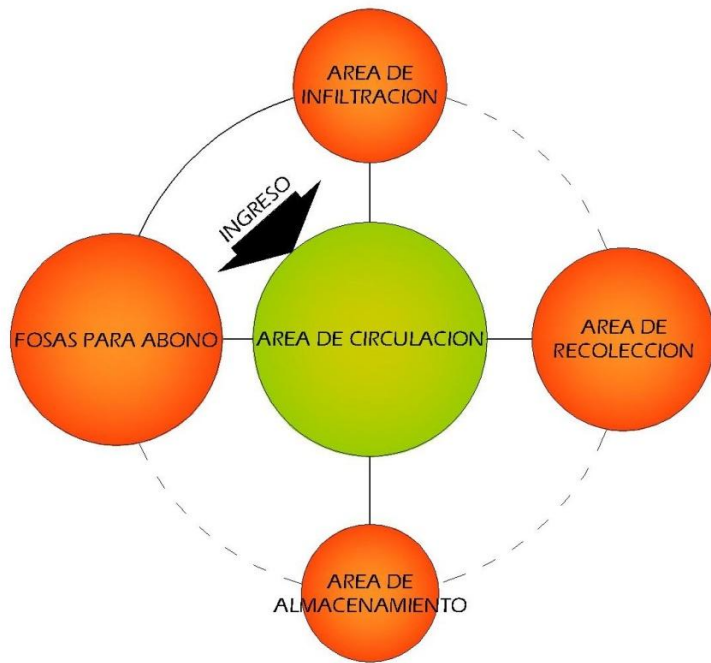 AREA DE
INFILTRACION
INGRESO
FOSAS PARA ABONO
AREA DE CIRCULACION
AREA DE
RECOLECCION
AREA DE
ALMACENAMIENTO